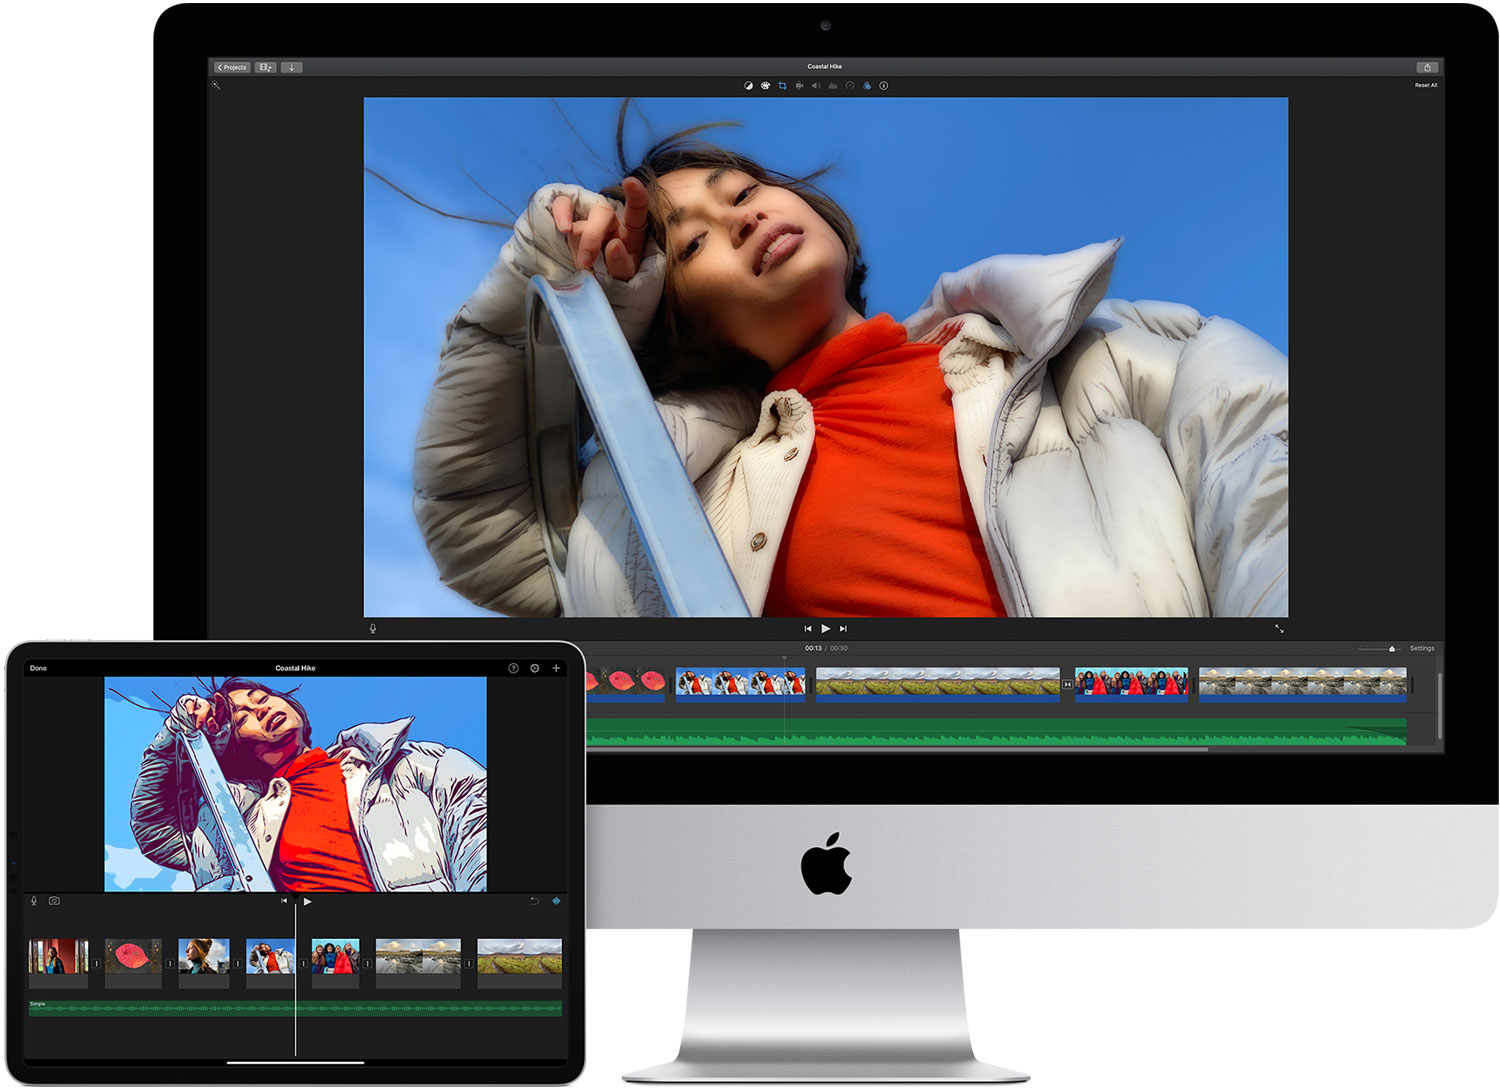 Projects
Coastal Hike
Reset All
00:13 / 00:30
Settings
Done
Coastal Hike
Simple